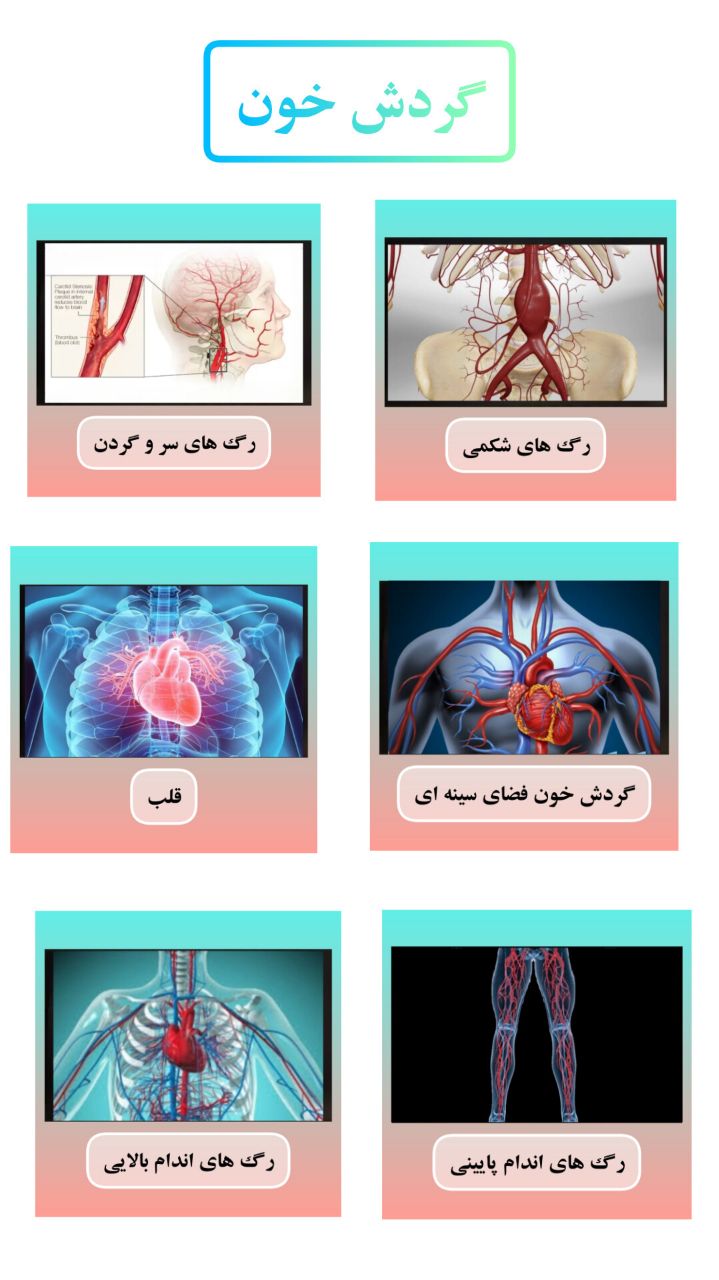 گردش خون
رگ های شکمی
Carotid Stenosis
Plaque in internal
carotid artery
reduces blood
flow to brain
Thrombus
(blood clot)
رگ های سر و گردن
گردش خون فضای سینه ای
قلب
رگ های اندام پایینی
رگ های اندام بالایی